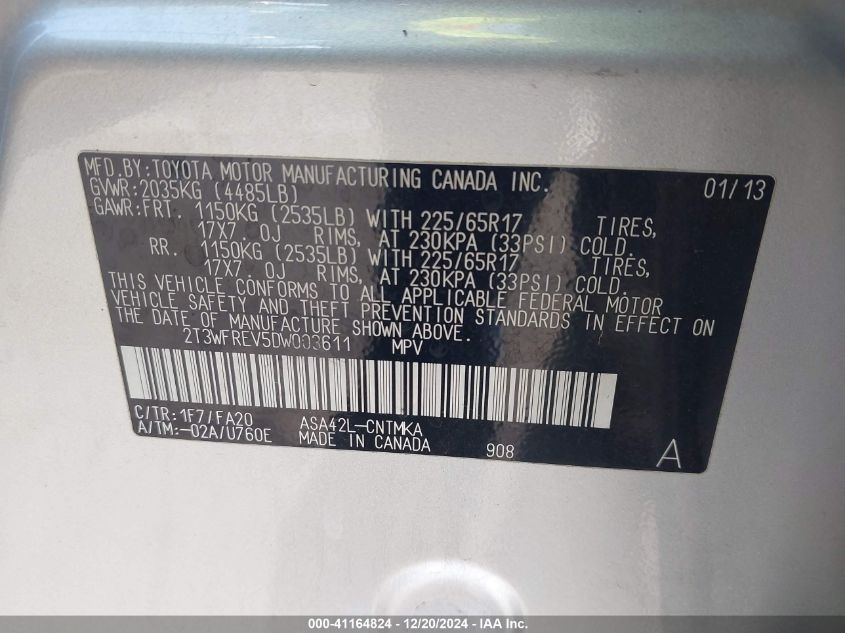 MFD.BY:TOYOTA MOTOR MANUFACTURING CANADA INC. 01/13
GVWR:2035KG (4485LB)
GAWR:FRT. 1150KG (2535LB) WITH 225/65R17 TIRES,
17X7. 0J RIMS, AT 230KPA (33PSI) COLD.
RR. 1150KG (2535LB) WITH 225/65R17 TIRES,
17X7. 0J RIMS, AT 230KPA (33PSI) COLD.
THIS VEHICLE CONFORMS TO ALL APPLICABLE FEDERAL MOTOR
VEHICLE SAFETY AND THEFT PREVENTION STANDARDS IN EFFECT ON
THE DATE OF MANUFACTURE SHOWN ABOVE.
2T3WFREV5DW003611 MPV
C/TR:1F7/FA20 ASA42L-CNTMKA
A/TM:-02A/U760E MADE IN CANADA 908 A
000-41164824 - 12/20/2024 - IAA Inc.